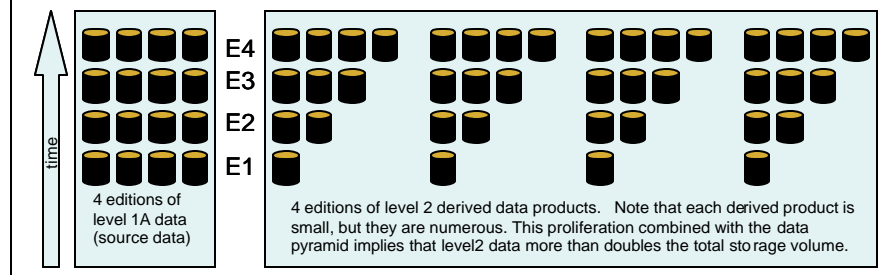 E4
E3
E2
E1
time
4 editions of
level 1A data
(source data)
4 editions of level 2 derived data products. Note that each derived product is
small, but they are numerous. This proliferation combined with the data
pyramid implies that level2 data more than doubles the total storage volume.